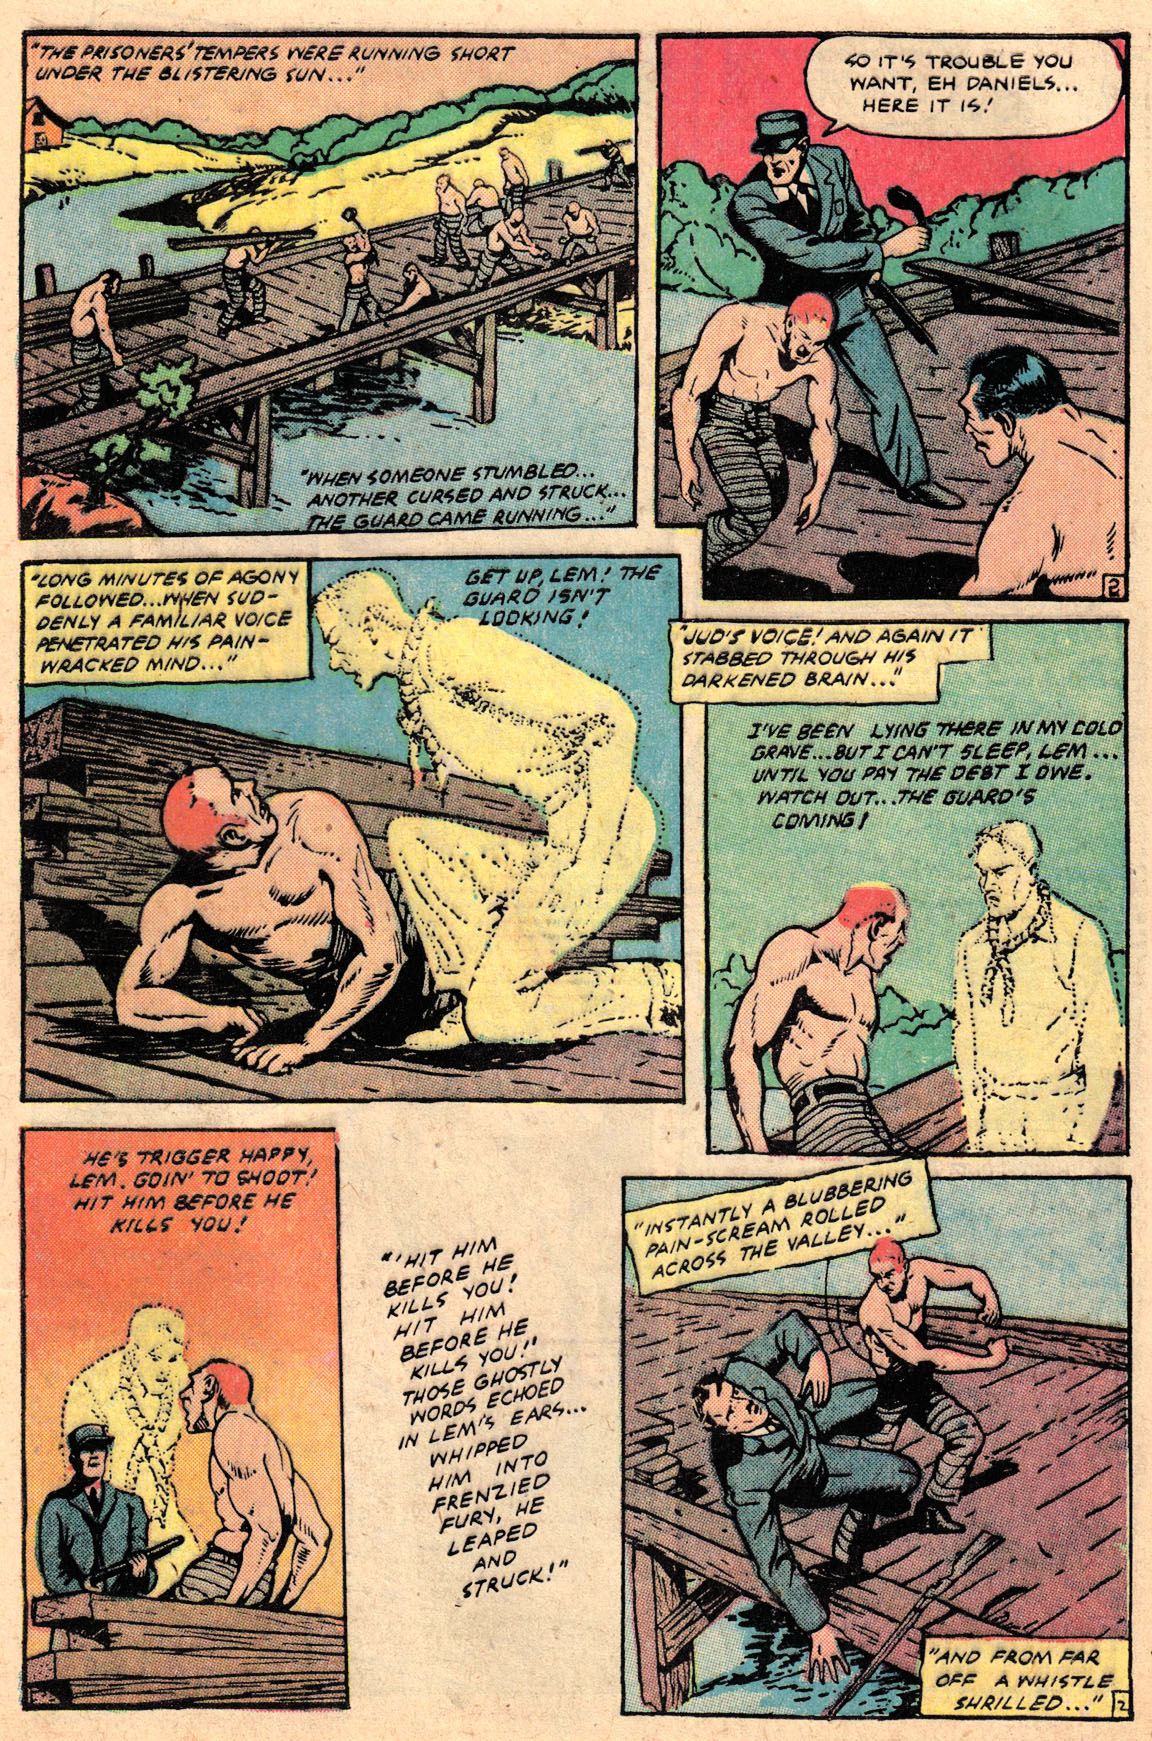 "THE PRISONERS' TEMPERS WERE RUNNING SHORT
UNDER THE BLISTERING SUN..."
"WHEN SOMEONE STUMBLED..
ANOTHER CURSED AND STRUCK...
THE GUARD CAME RUNNING..."
SO IT'S TROUBLE YOU
WANT, EH DANIELS...
HERE IT IS!
2
"LONG MINUTES OF AGONY
FOLLOWED...WHEN SUD-
DENLY A FAMILIAR VOICE
PENETRATED HIS PAIN-
WRACKED MIND..."
GET UP, LEM! THE
GUARD ISN'T
LOOKING!
"JUD'S VOICE! AND AGAIN IT
STABBED THROUGH HIS
DARKENED BRAIN..."
I'VE BEEN LYING THERE IN MY COLD
GRAVE...BUT I CAN'T SLEEP, LEM...
UNTIL YOU PAY THE DEBT I OWE.
WATCH OUT...THE GUARD'S
COMING!
HE'S TRIGGER HAPPY,
LEM. GOIN' TO SHOOT!
HIT HIM BEFORE HE
KILLS YOU!
"'HIT HIM
BEFORE HE
KILLS YOU!
HIT HIM
BEFORE HE
KILLS YOU!"
THOSE GHOSTLY
WORDS ECHOED
IN LEM'S EARS...
WHIPPED
HIM INTO
FRENZIED
FURY, HE
LEAPED
AND
STRUCK!"
"INSTANTLY A BLUBBERING
PAIN-SCREAM ROLLED
ACROSS THE VALLEY..."
"AND FROM FAR
OFF A WHISTLE
SHRILLED..."
2